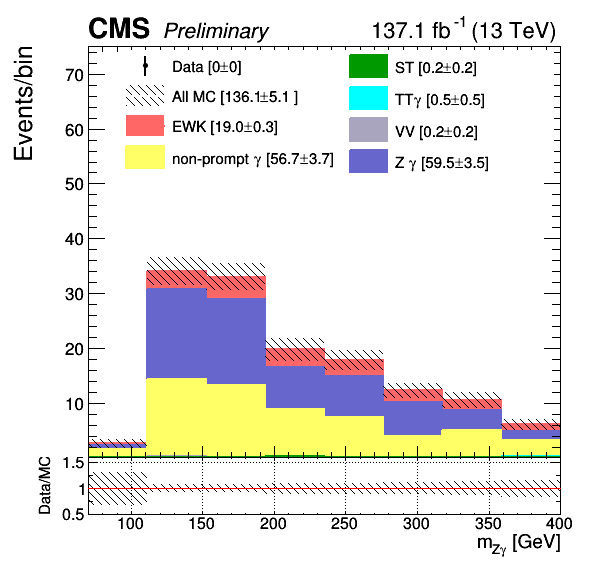 CMS Preliminary 137.1 fb⁻¹ (13 TeV)
Events/bin
Data [0±0]
All MC [136.1±5.1 ]
EWK [19.0±0.3]
non-prompt γ [56.7±3.7]
ST [0.2±0.2]
TTγ [0.5±0.5]
VV [0.2±0.2]
Z γ [59.5±3.5]
70
60
50
40
30
20
10
Data/MC
1.5
1
0.5
100 150 200 250 300 350 400
m_Zγ [GeV]